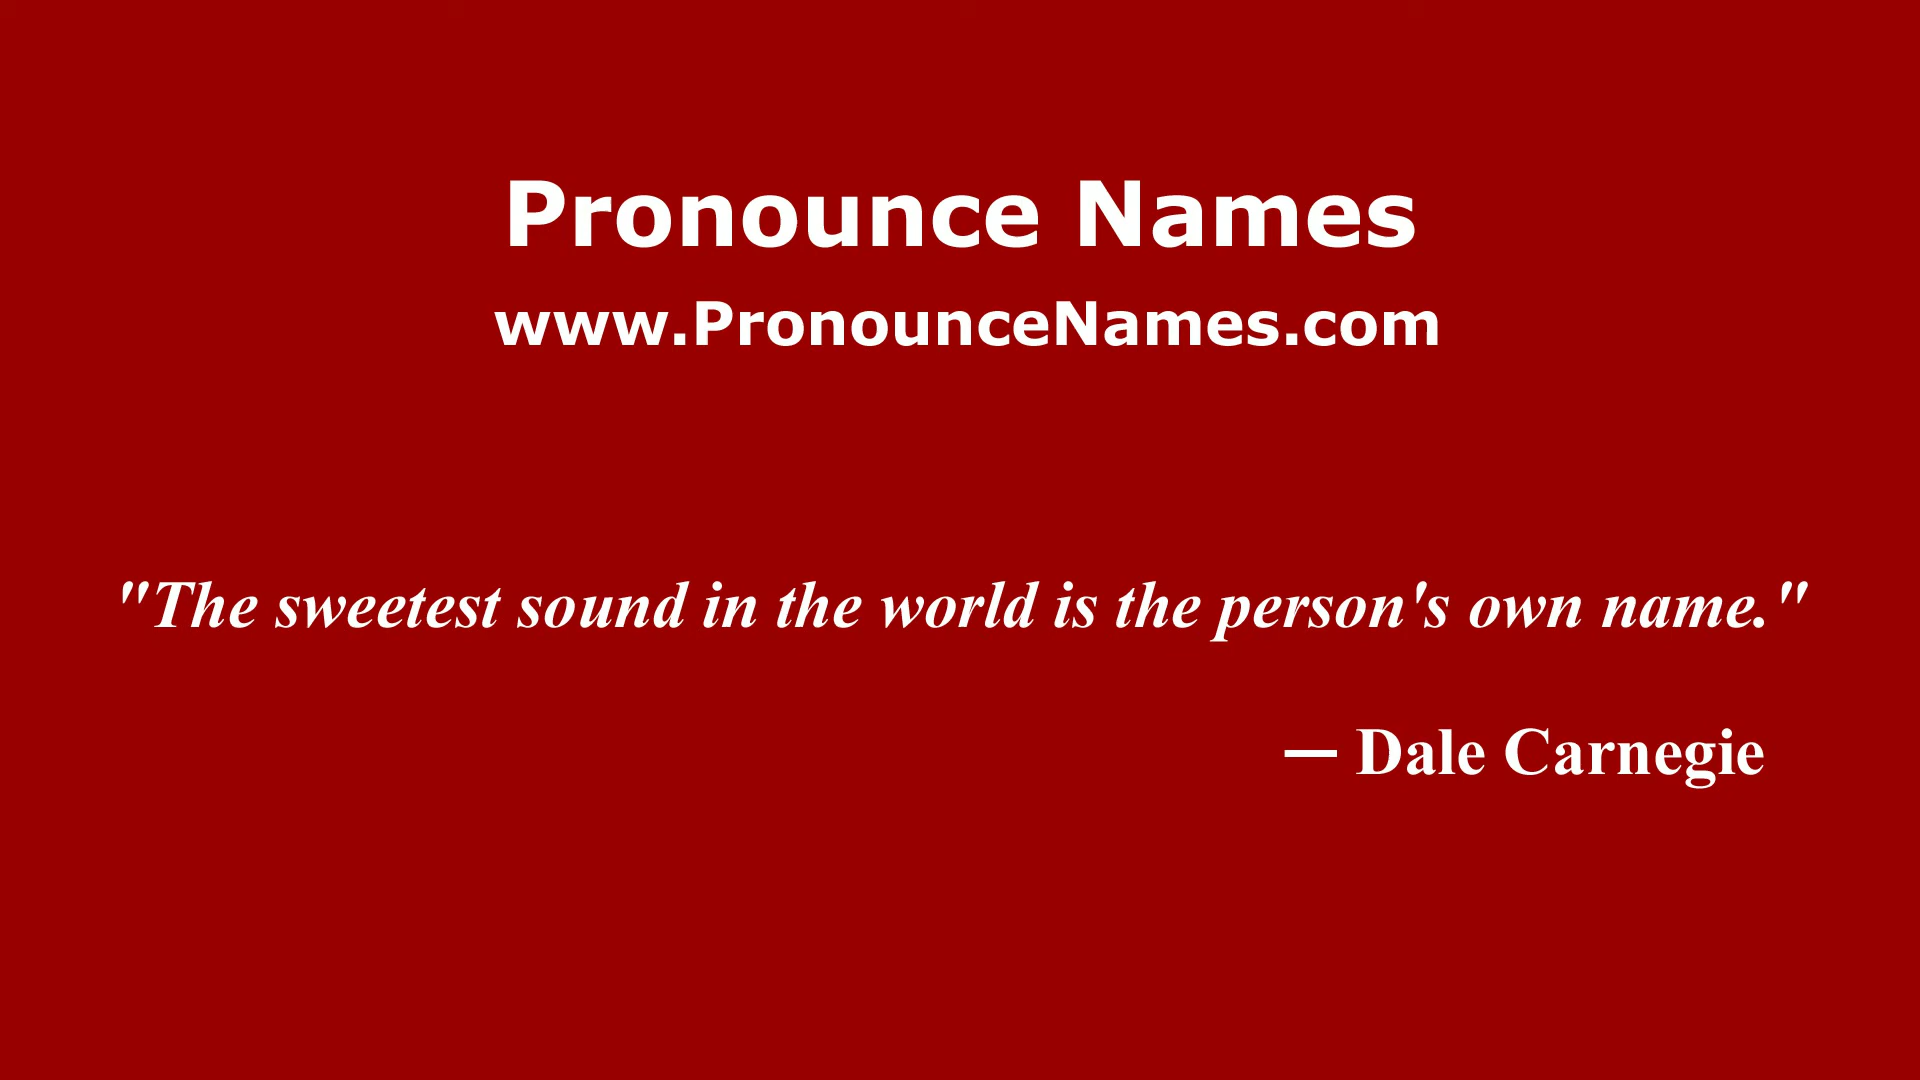 Pronounce Names
www.PronounceNames.com
"The sweetest sound in the world is the person's own name."
— Dale Carnegie